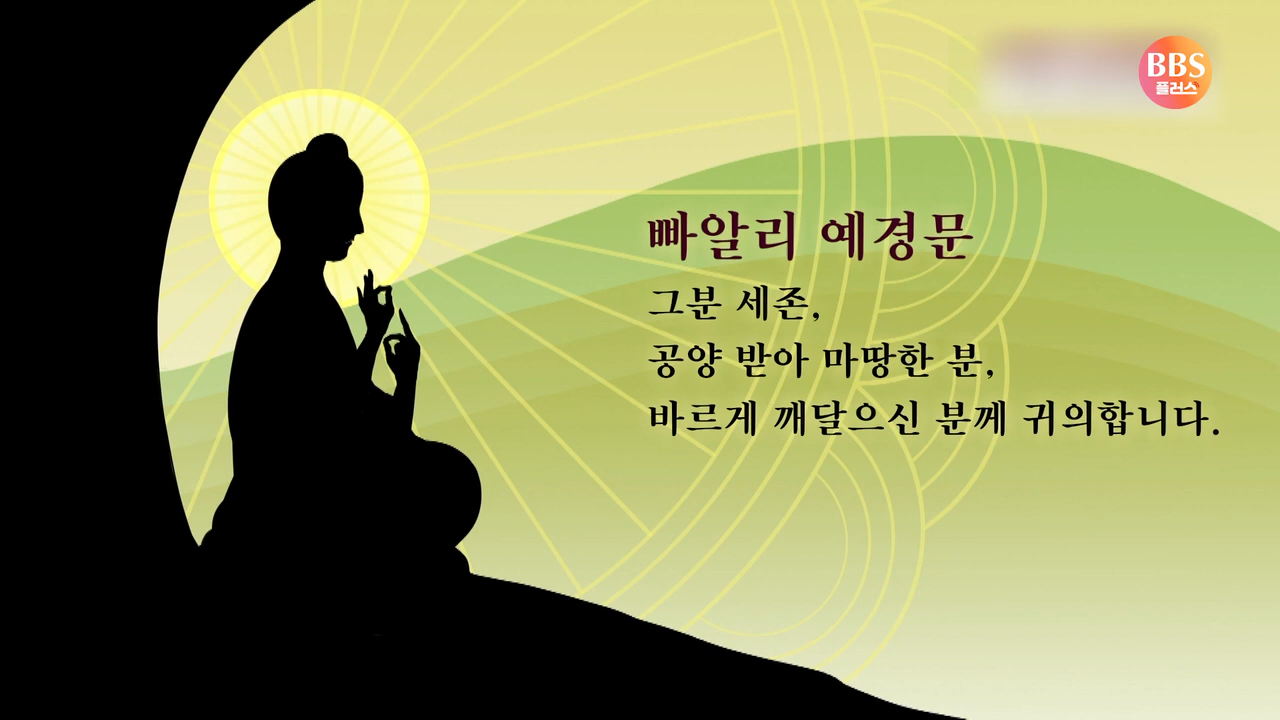 BBS
플러스
빠알리 예경문
그분 세존,
공양 받아 마땅한 분,
바르게 깨달으신 분께 귀의합니다.